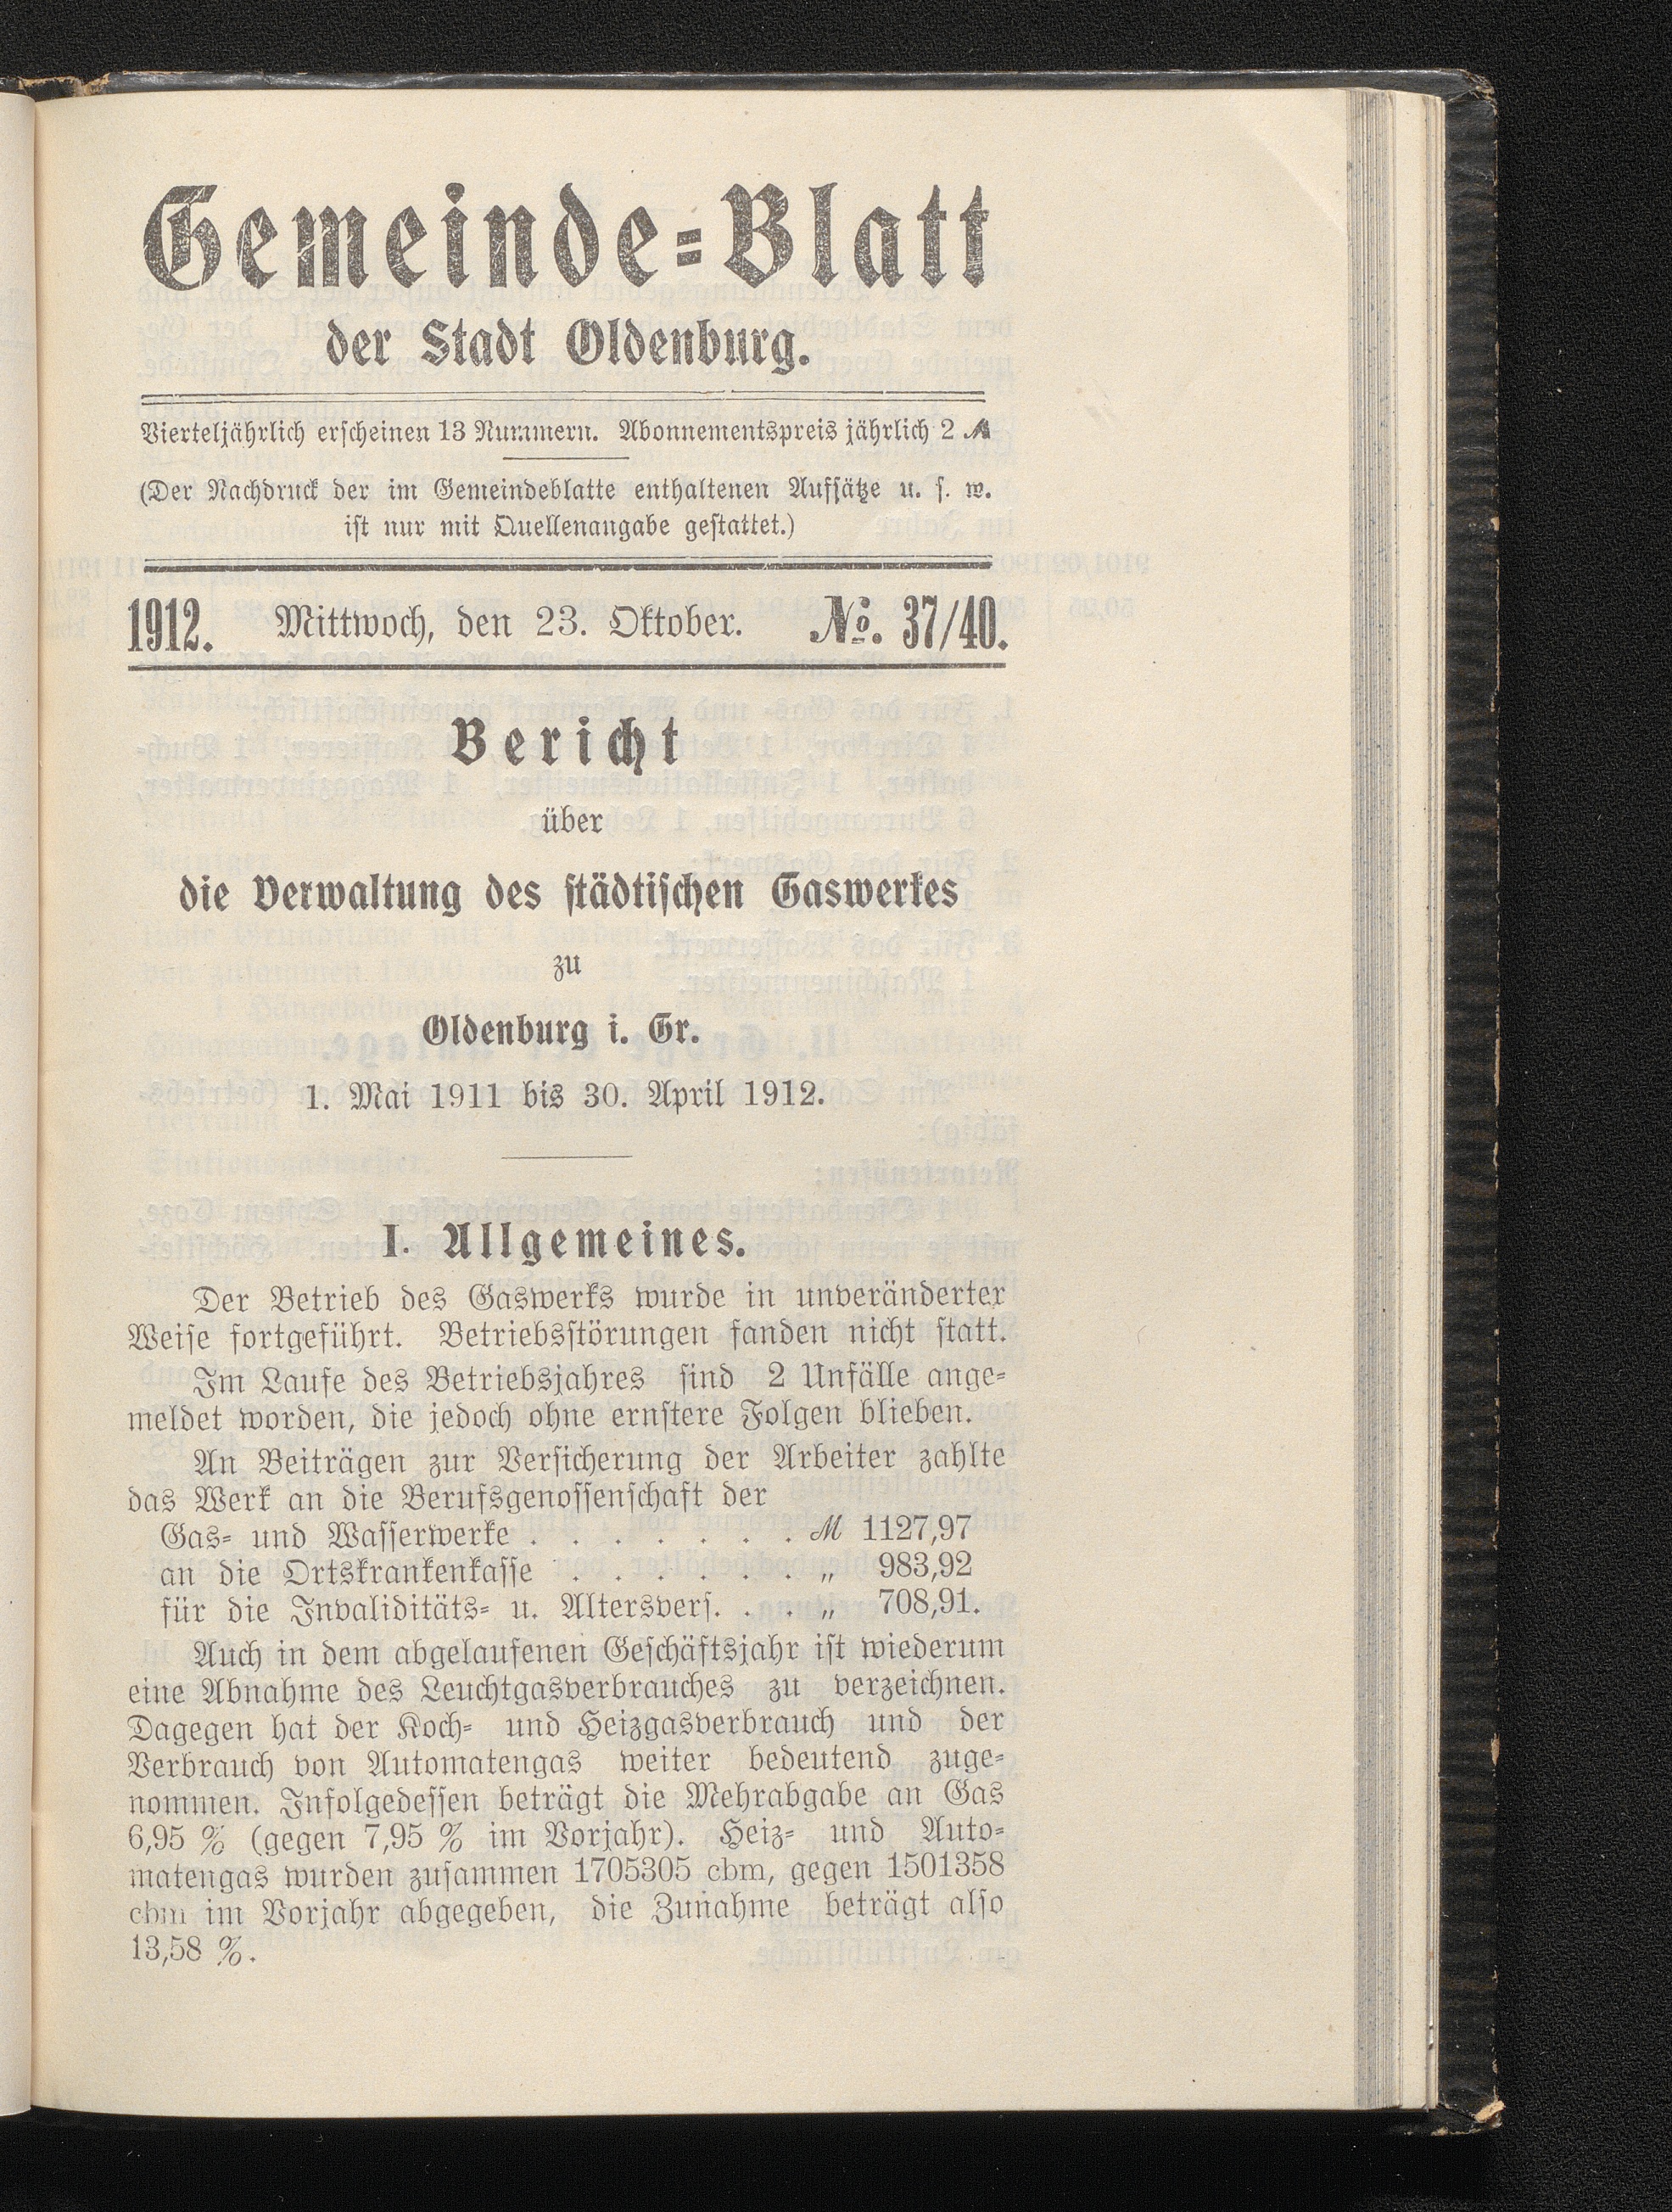 Gemeinde-Blatt
der Stadt Oldenburg.
Vierteljährlich erscheinen 13 Nummern. Abonnementspreis jährlich 2 ℳ
(Der Nachdruck der im Gemeindeblatte enthaltenen Aufsätze u. s. w.
ist nur mit Quellenangabe gestattet.)
1912. Mittwoch, den 23. Oktober. No. 37/40.
Bericht
über
die Verwaltung des städtischen Gaswerkes
zu
Oldenburg i. Gr.
1. Mai 1911 bis 30. April 1912.
I. Allgemeines.
Der Betrieb des Gaswerks wurde in unveränderter
Weise fortgeführt. Betriebsstörungen fanden nicht statt.
Im Laufe des Betriebsjahres sind 2 Unfälle ange-
meldet worden, die jedoch ohne ernstere Folgen blieben.
An Beiträgen zur Versicherung der Arbeiter zahlte
das Werk an die Berufsgenossenschaft der
Gas- und Wasserwerke . . . . . . . ℳ 1127,97
an die Ortskrankenkasse . . . . . . „ 983,92
für die Invaliditäts- u. Altersvers. . . „ 708,91.
Auch in dem abgelaufenen Geschäftsjahr ist wiederum
eine Abnahme des Leuchtgasverbrauches zu verzeichnen.
Dagegen hat der Koch- und Heizgasverbrauch und der
Verbrauch von Automatengas weiter bedeutend zuge-
nommen. Infolgedessen beträgt die Mehrabgabe an Gas
6,95 % (gegen 7,95 % im Vorjahr). Heiz- und Auto-
matengas wurden zusammen 1705305 cbm, gegen 1501358
cbm im Vorjahr abgegeben, die Zunahme beträgt also
13,58 %.